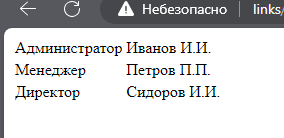 Небезопасно links/
Администратор Иванов И.И.
Менеджер Петров П.П.
Директор Сидоров И.И.